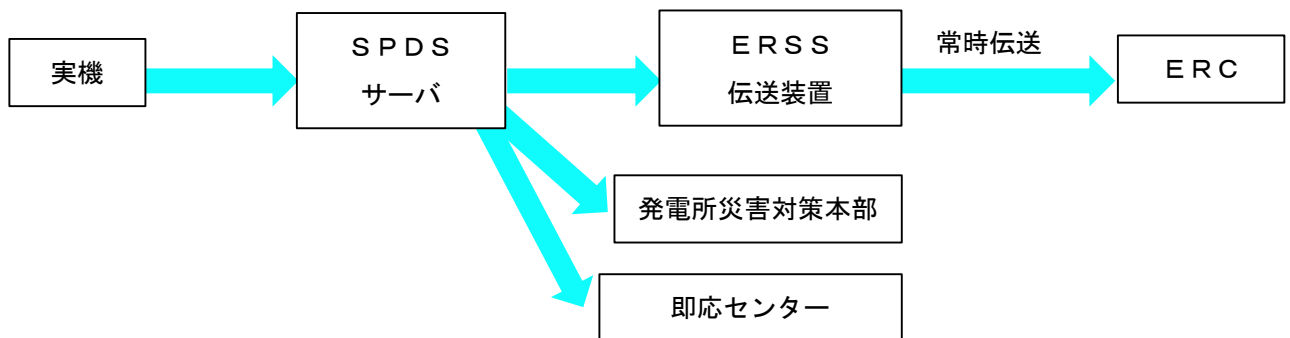 実機
ＳＰＤＳ
サーバ
ＥＲＳＳ
伝送装置
常時伝送
ＥＲＣ
発電所災害対策本部
即応センター